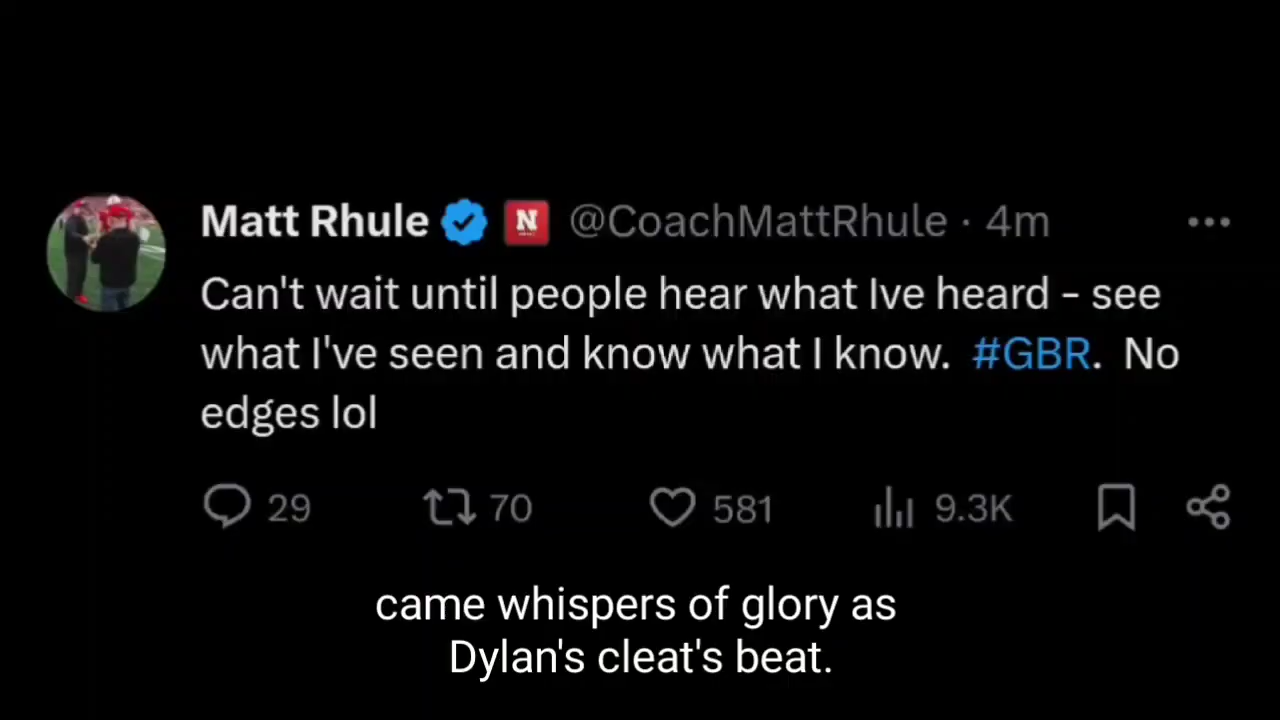 Matt Rhule N @CoachMattRhule · 4m
Can't wait until people hear what Ive heard - see
what I've seen and know what I know. #GBR. No
edges lol
29 70 581 9.3K
came whispers of glory as
Dylan's cleat's beat.